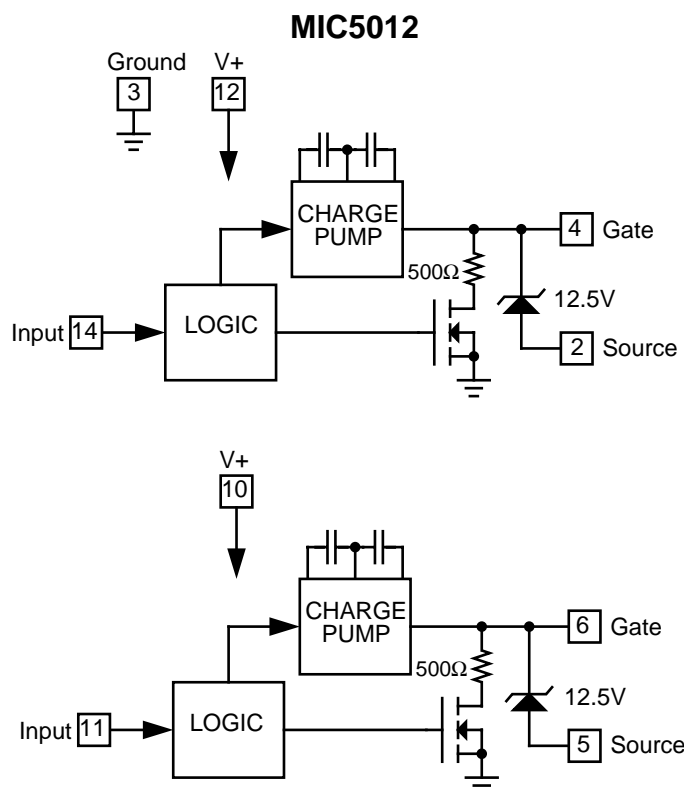 MIC5012
Ground V+
3 12
CHARGE
PUMP
4 Gate
500Ω
12.5V
Input 14
LOGIC
2 Source
V+
10
CHARGE
PUMP
6 Gate
500Ω
12.5V
Input 11
LOGIC
5 Source